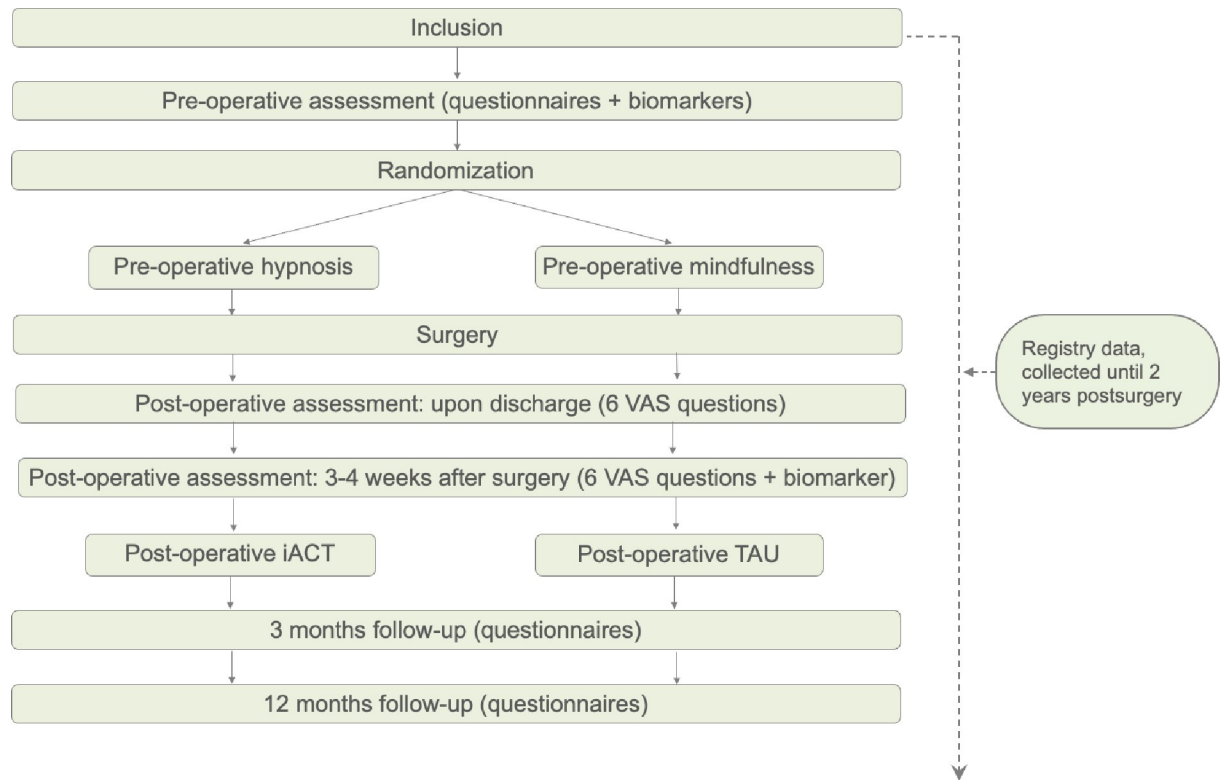 Inclusion
Pre-operative assessment (questionnaires + biomarkers)
Randomization
Pre-operative hypnosis
Pre-operative mindfulness
Surgery
Registry data,
collected until 2
years postsurgery
Post-operative assessment: upon discharge (6 VAS questions)
Post-operative assessment: 3-4 weeks after surgery (6 VAS questions + biomarker)
Post-operative iACT
Post-operative TAU
3 months follow-up (questionnaires)
12 months follow-up (questionnaires)